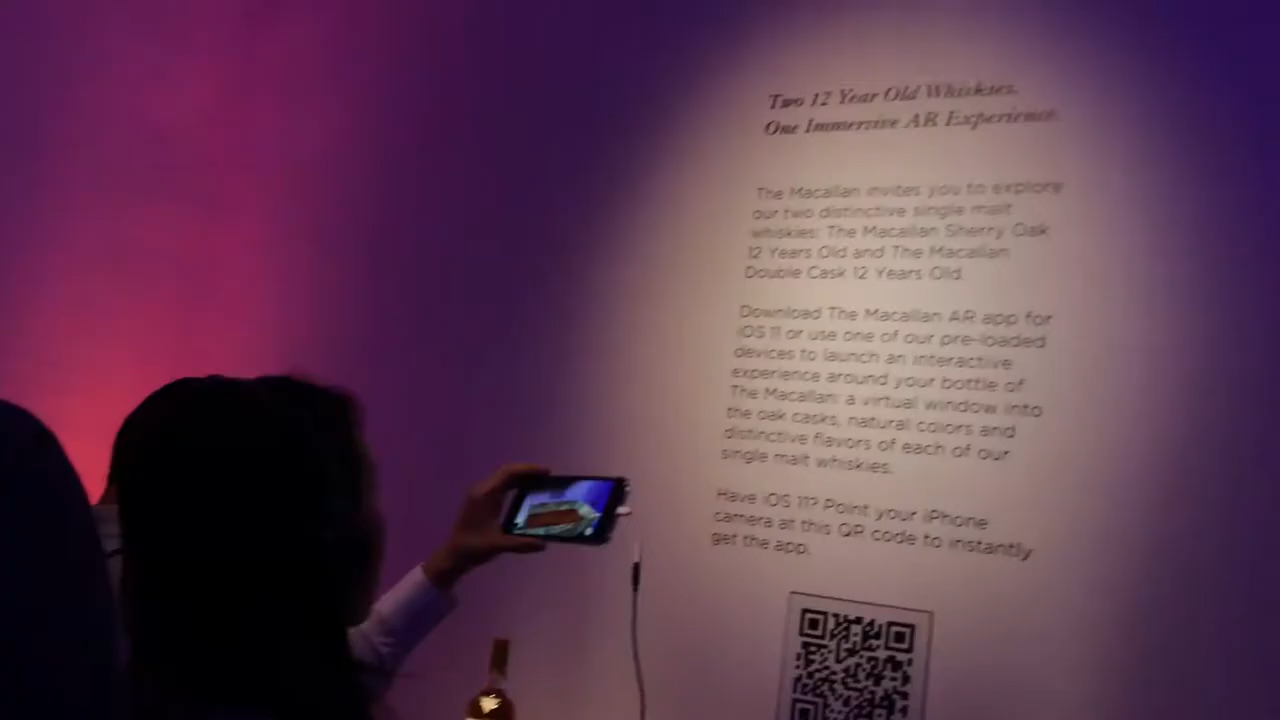 Two 12 Year Old Whiskies.
One Immersive AR Experience.
The Macallan invites you to explore
our two distinctive single malt
whiskies: The Macallan Sherry Oak
12 Years Old and The Macallan
Double Cask 12 Years Old.
Download The Macallan AR app for
iOS 11 or use one of our pre-loaded
devices to launch an interactive
experience around your bottle of
The Macallan: a virtual window into
the oak casks, natural colors and
distinctive flavors of each of our
single malt whiskies.
Have iOS 11? Point your iPhone
camera at this QR code to instantly
get the app.